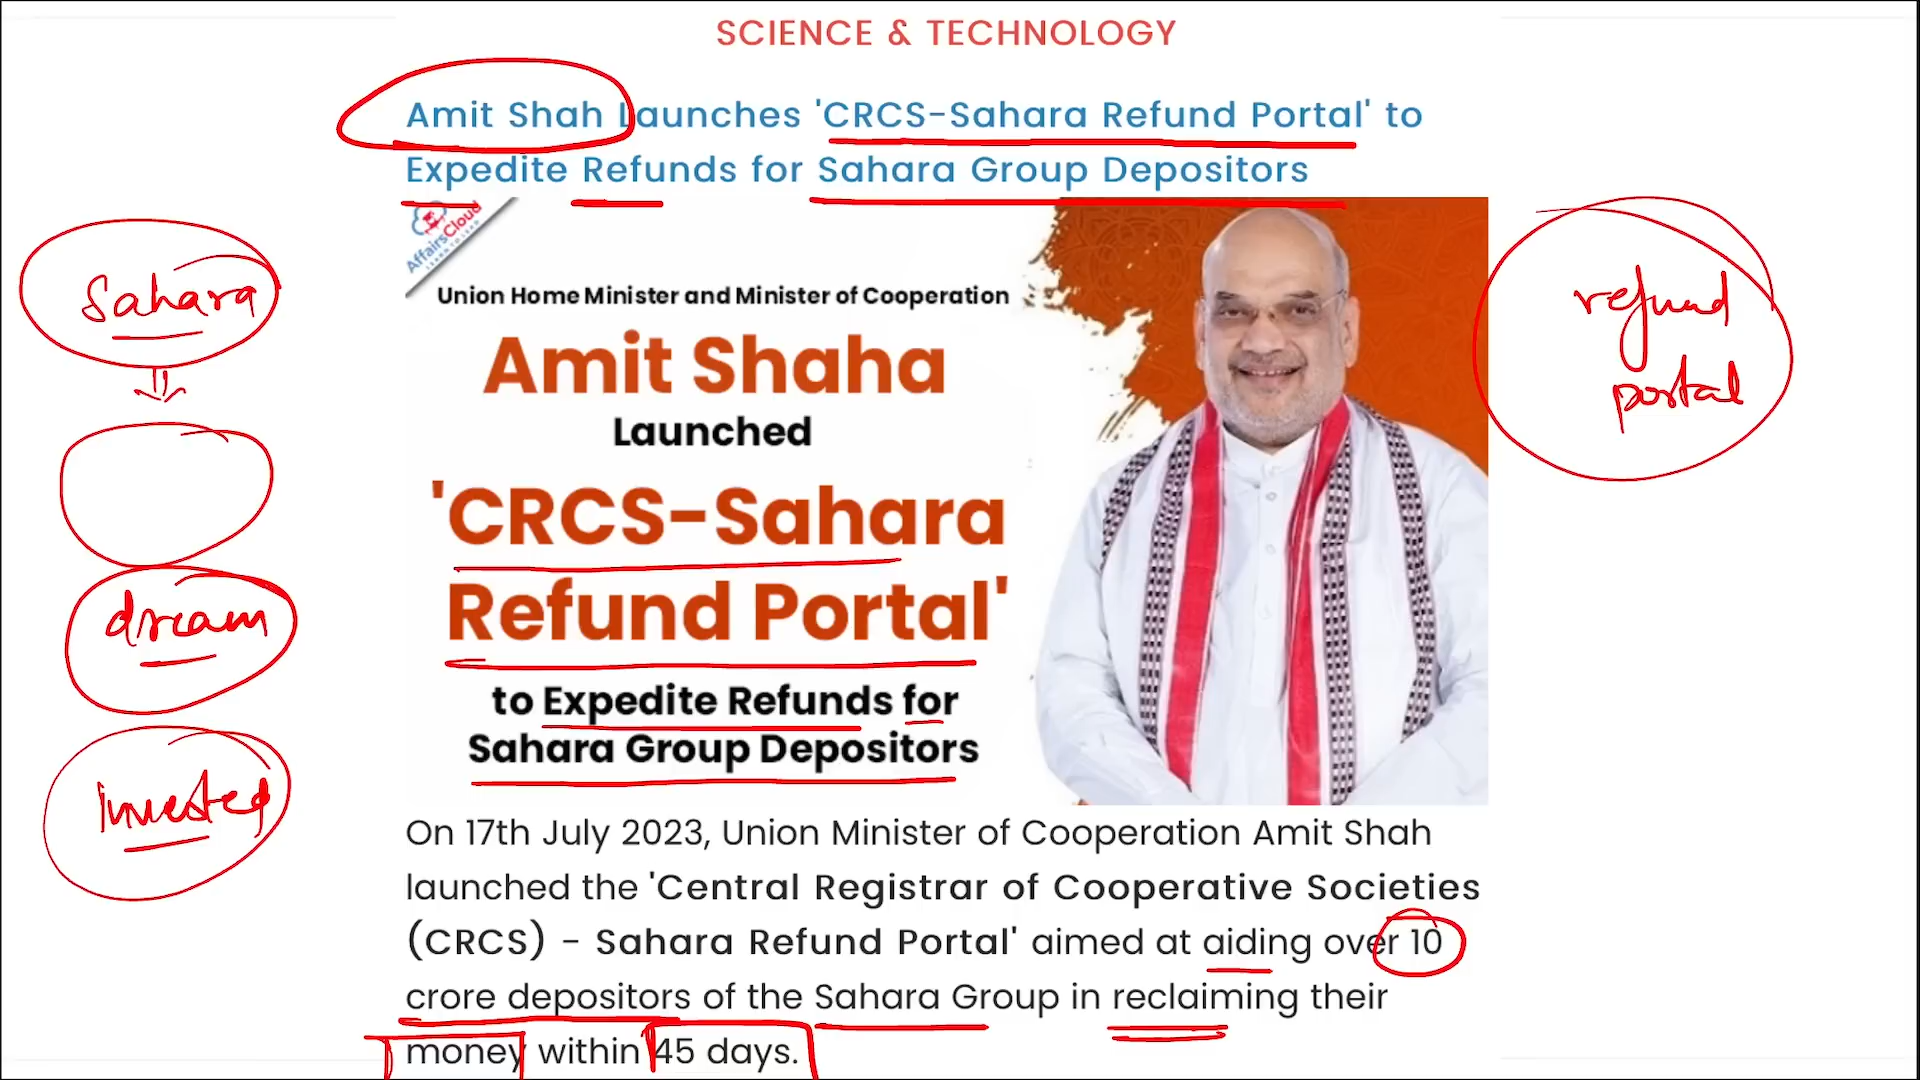 SCIENCE & TECHNOLOGY
Amit Shah Launches 'CRCS-Sahara Refund Portal' to
Expedite Refunds for Sahara Group Depositors
AffairsCloud
LEARN TO LEAD
Union Home Minister and Minister of Cooperation
Amit Shaha
Launched
'CRCS-Sahara
Refund Portal'
to Expedite Refunds for
Sahara Group Depositors
Sahara
dream
Invested
refund
portal
On 17th July 2023, Union Minister of Cooperation Amit Shah
launched the 'Central Registrar of Cooperative Societies
(CRCS) - Sahara Refund Portal' aimed at aiding over 10
crore depositors of the Sahara Group in reclaiming their
money within 45 days.